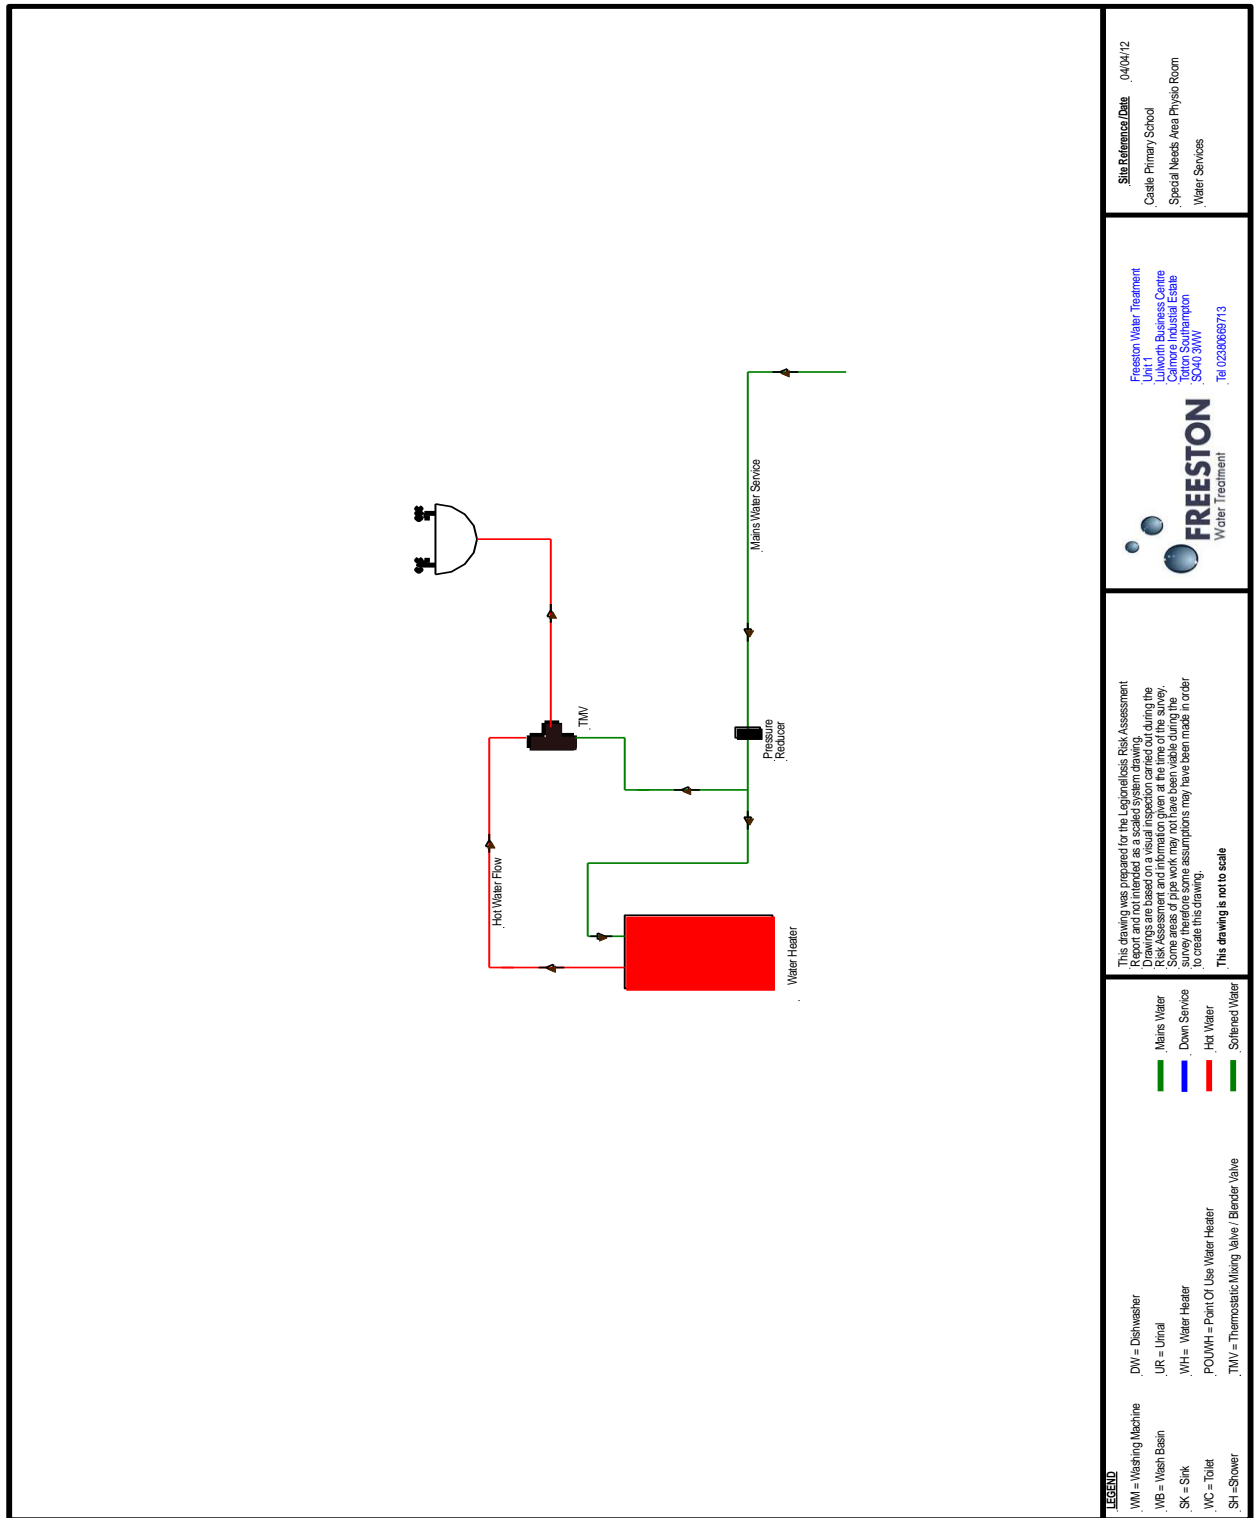 Mains Water Service
TMV
Pressure
Reducer
Hot Water Flow
Water Heater
LEGEND
WM = Washing Machine
WB = Wash Basin
SK = Sink
WC = Toilet
SH =Shower
DW = Dishwasher
UR = Urinal
WH = Water Heater
POUWH = Point Of Use Water Heater
TMV = Thermostatic Mixing Valve / Blender Valve
Mains Water
Down Service
Hot Water
Softened Water
This drawing was prepared for the Legionellosis Risk Assessment
Report and not intended as a scaled system drawing.
Drawings are based on a visual inspection carried out during the
Risk Assessment and information given at the time of the survey.
Some areas of pipe work may not have been viable during the
survey therefore some assumptions may have been made in order
to create this drawing.
This drawing is not to scale
FREESTON
Water Treatment
Freeston Water Treatment
Unit 1
Lulworth Business Centre
Calmore Industial Estate
Totton Southampton
SO40 3WW
Tel 02380669713
Site Reference /Date 04/04/12
Castle Primary School
Special Needs Area Physio Room
Water Services